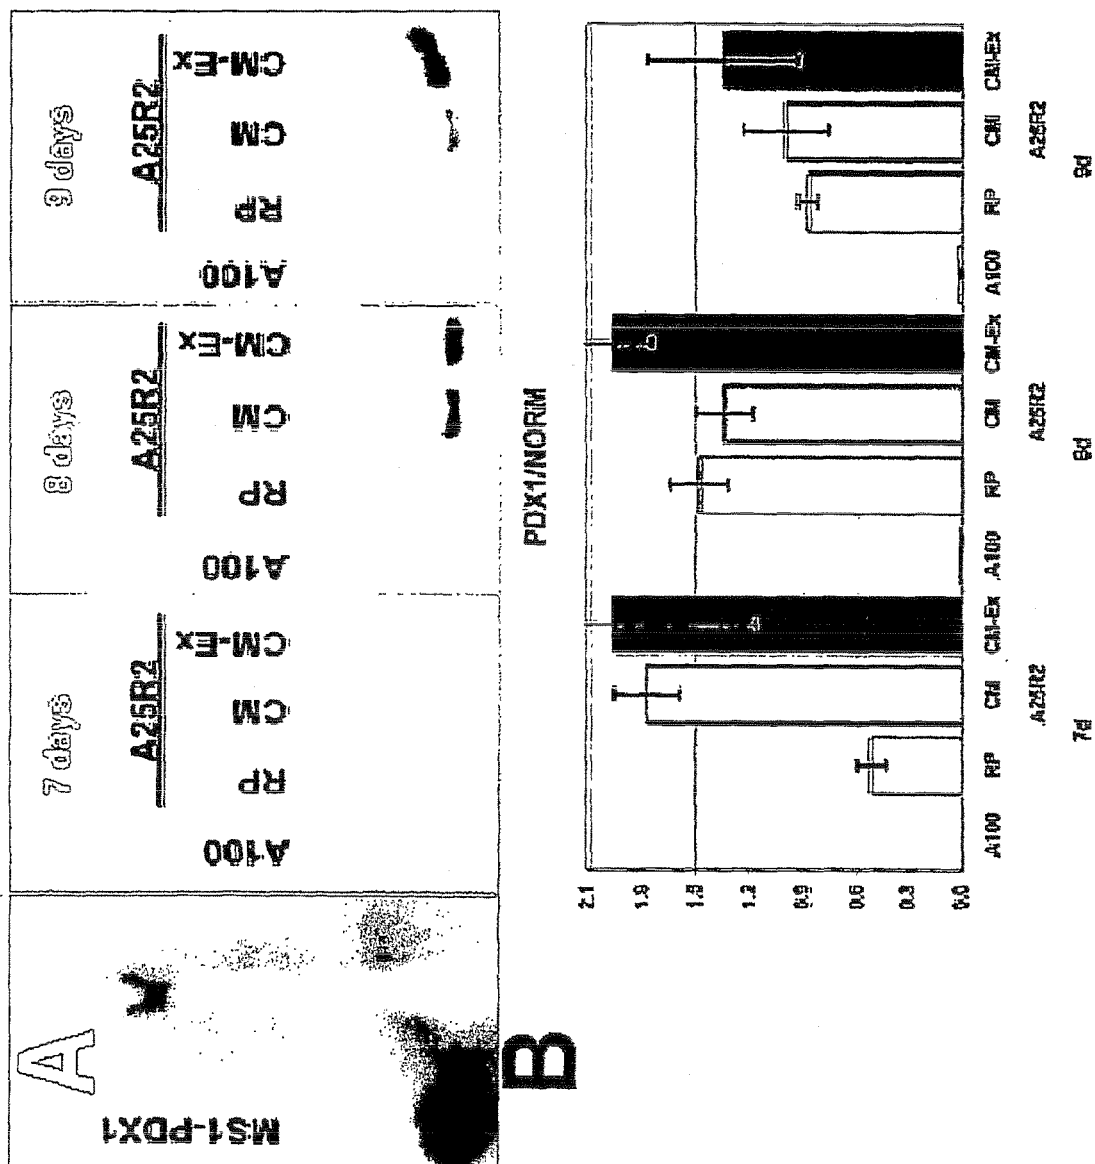 A
7 days 8 days 9 days
A25R2 A25R2 A25R2
MS1-PDX1 A100 RP CM CM-Ex A100 RP CM CM-Ex A100 RP CM CM-Ex
B
PDX1/NORM
2.1
1.8
1.5
1.2
0.9
0.6
0.3
0.0
A100 RP CM CM-Ex A100 RP CM CM-Ex A100 RP CM CM-Ex
A25R2 A25R2 A25R2
7d 8d 9d